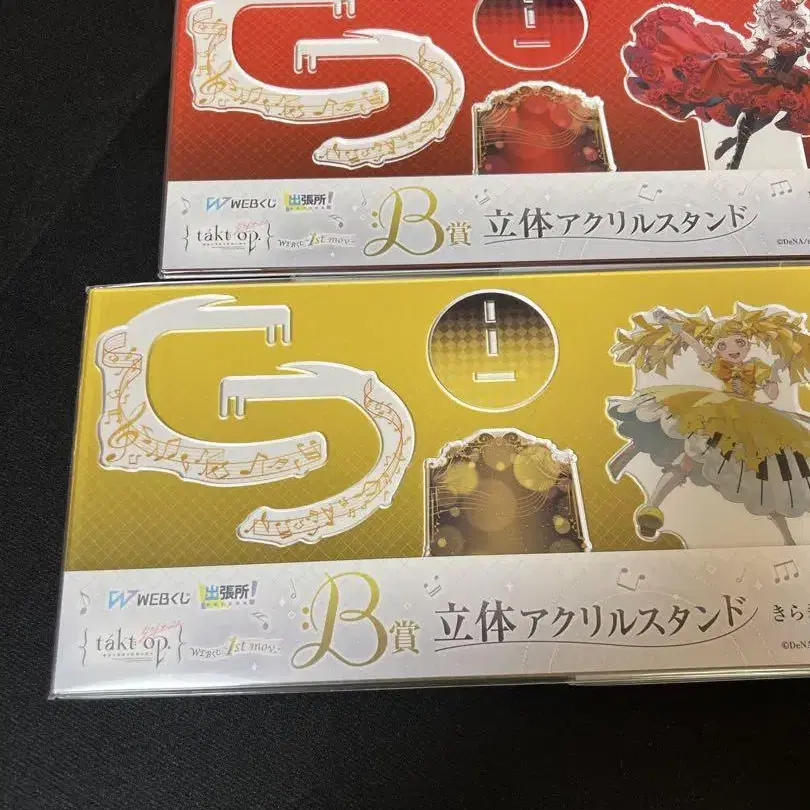 WEBくじ 出張所!
B賞 立体アクリルスタンド
takt op.
WEBくじ 1st mov.
©DeNA/
WEBくじ 出張所!
B賞 立体アクリルスタンド きら
takt op.
WEBくじ 1st mov.
©DeNA